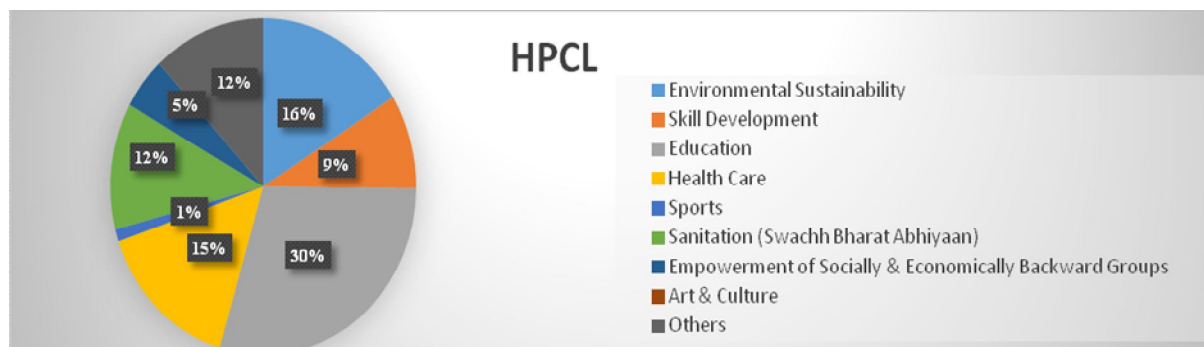 HPCL
12%
16%
5%
9%
12%
1%
15%
30%
Environmental Sustainability
Skill Development
Education
Health Care
Sports
Sanitation (Swachh Bharat Abhiyaan)
Empowerment of Socially & Economically Backward Groups
Art & Culture
Others